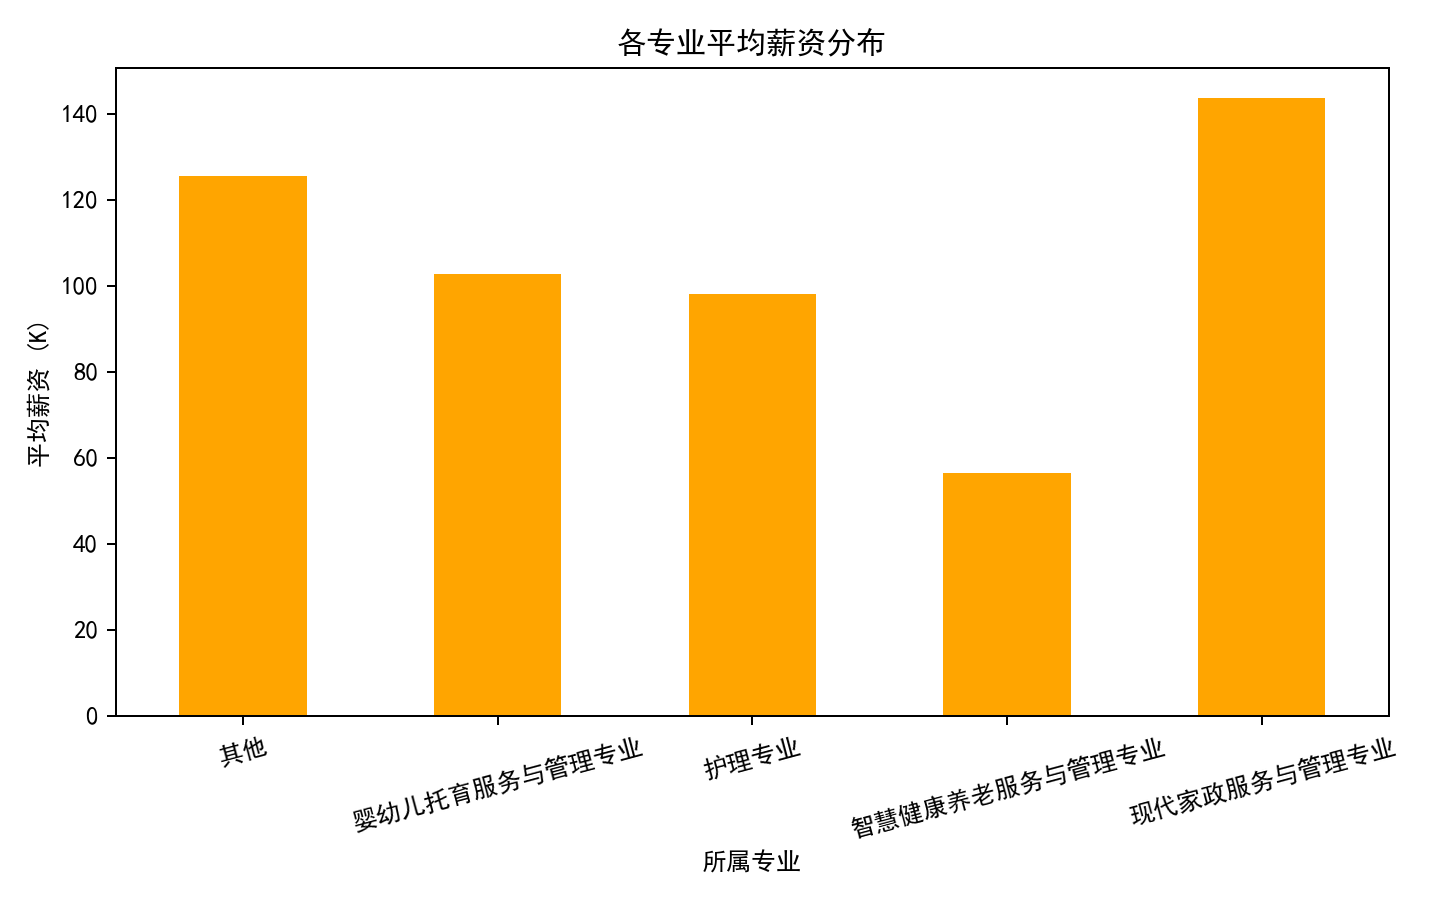 各专业平均薪资分布
平均薪资 (K)
140
120
100
80
60
40
20
0
其他
婴幼儿托育服务与管理专业
护理专业
智慧健康养老服务与管理专业
现代家政服务与管理专业
所属专业